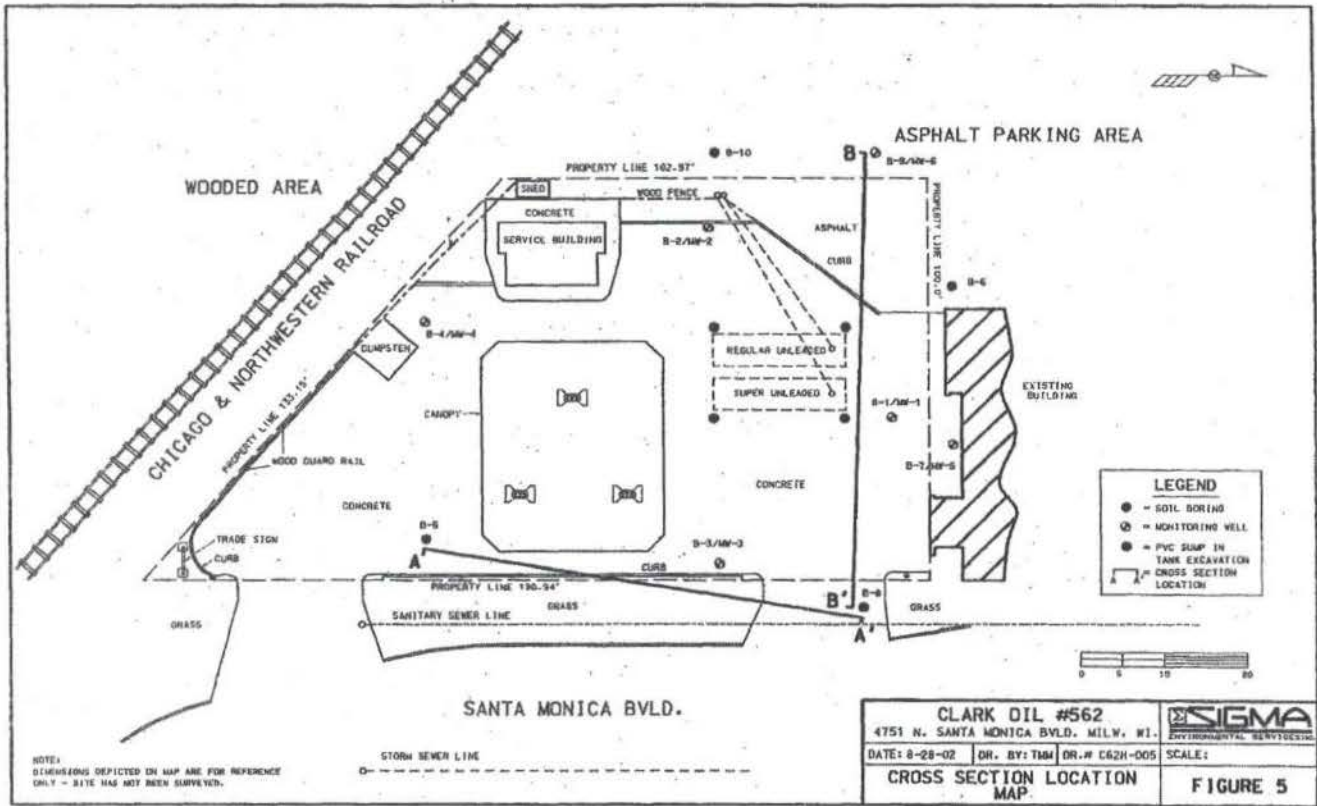 ASPHALT PARKING AREA
WOODED AREA
CHICAGO & NORTHWESTERN RAILROAD
B-10
B
B-9/MW-6
PROPERTY LINE 102.97'
SHED
WOOD FENCE
CONCRETE
SERVICE BUILDING
B-2/MW-2
ASPHALT
CURB
PROPERTY LINE 100.0'
B-6
B-4/MW-4
DUMPSTER
REGULAR UNLEADED
SUPER UNLEADED
EXISTING
BUILDING
B-1/MW-1
CANOPY
PROPERTY LINE 133.15'
WOOD GUARD RAIL
B-7/MW-5
CONCRETE
CONCRETE
LEGEND
= SOIL BORING
= MONITORING WELL
= PVC SUMP IN
TANK EXCAVATION
= CROSS SECTION
LOCATION
A A'
TRADE SIGN
CURB
B-5
A'
B-3/MW-3
CURB
PROPERTY LINE 190.94'
GRASS
B'
B-8
A'
GRASS
GRASS
SANITARY SEWER LINE
0 5 10 20
SANTA MONICA BVLD.
STORM SEWER LINE
NOTE:
DIMENSIONS DEPICTED ON MAP ARE FOR REFERENCE
ONLY - SITE HAS NOT BEEN SURVEYED.
CLARK OIL #562
4751 N. SANTA MONICA BVLD. MILW. WI.
SIGMA
ENVIRONMENTAL SERVICES INC.
DATE: 8-28-02 DR. BY: TMM DR.# C62H-005 SCALE:
CROSS SECTION LOCATION
MAP
FIGURE 5